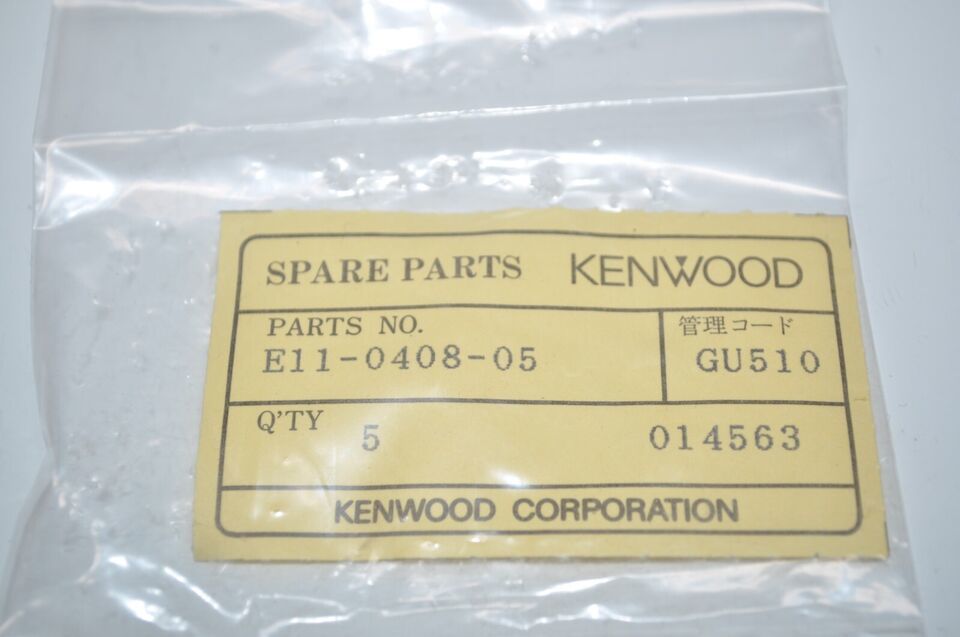 SPARE PARTS KENWOOD
PARTS NO. 管理コード
E11-0408-05 GU510
Q'TY 5 014563
KENWOOD CORPORATION